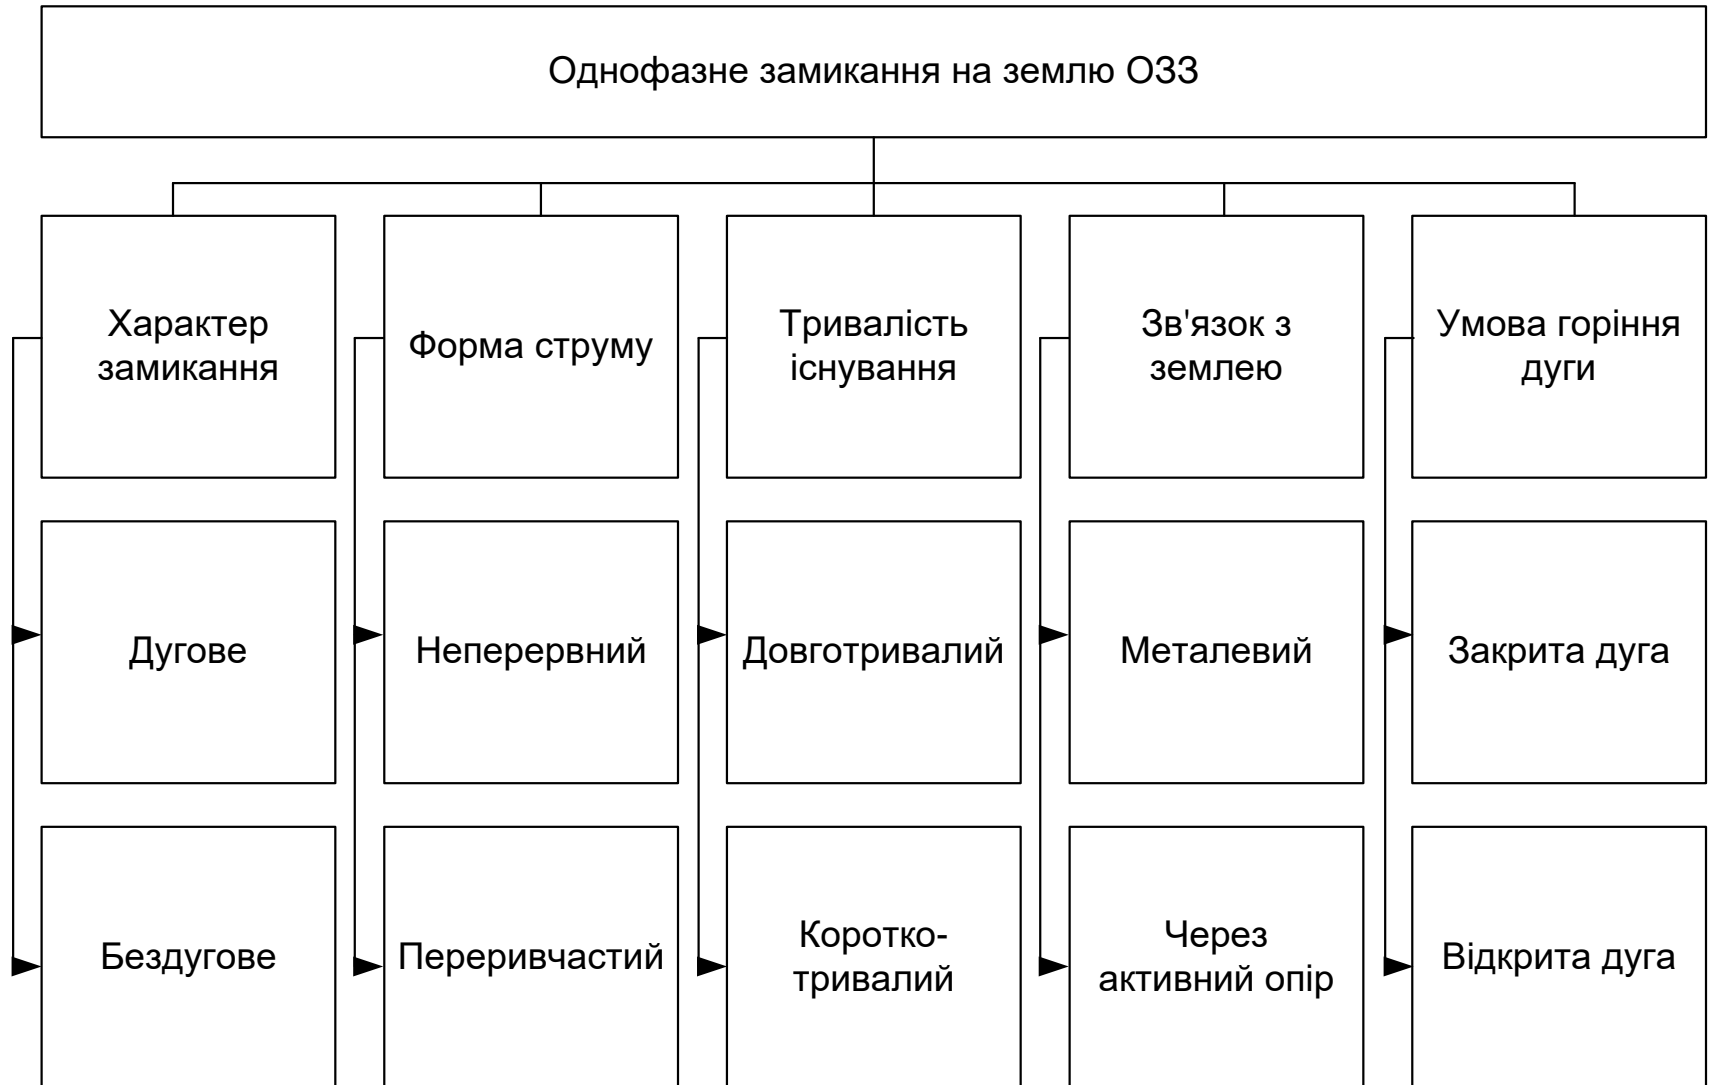 Однофазне замикання на землю ОЗЗ
Характер
замикання
Форма струму
Тривалість
існування
Зв'язок з
землею
Умова горіння
дуги
Дугове
Неперервний
Довготривалий
Металевий
Закрита дуга
Бездугове
Переривчастий
Коротко-
тривалий
Через
активний опір
Відкрита дуга